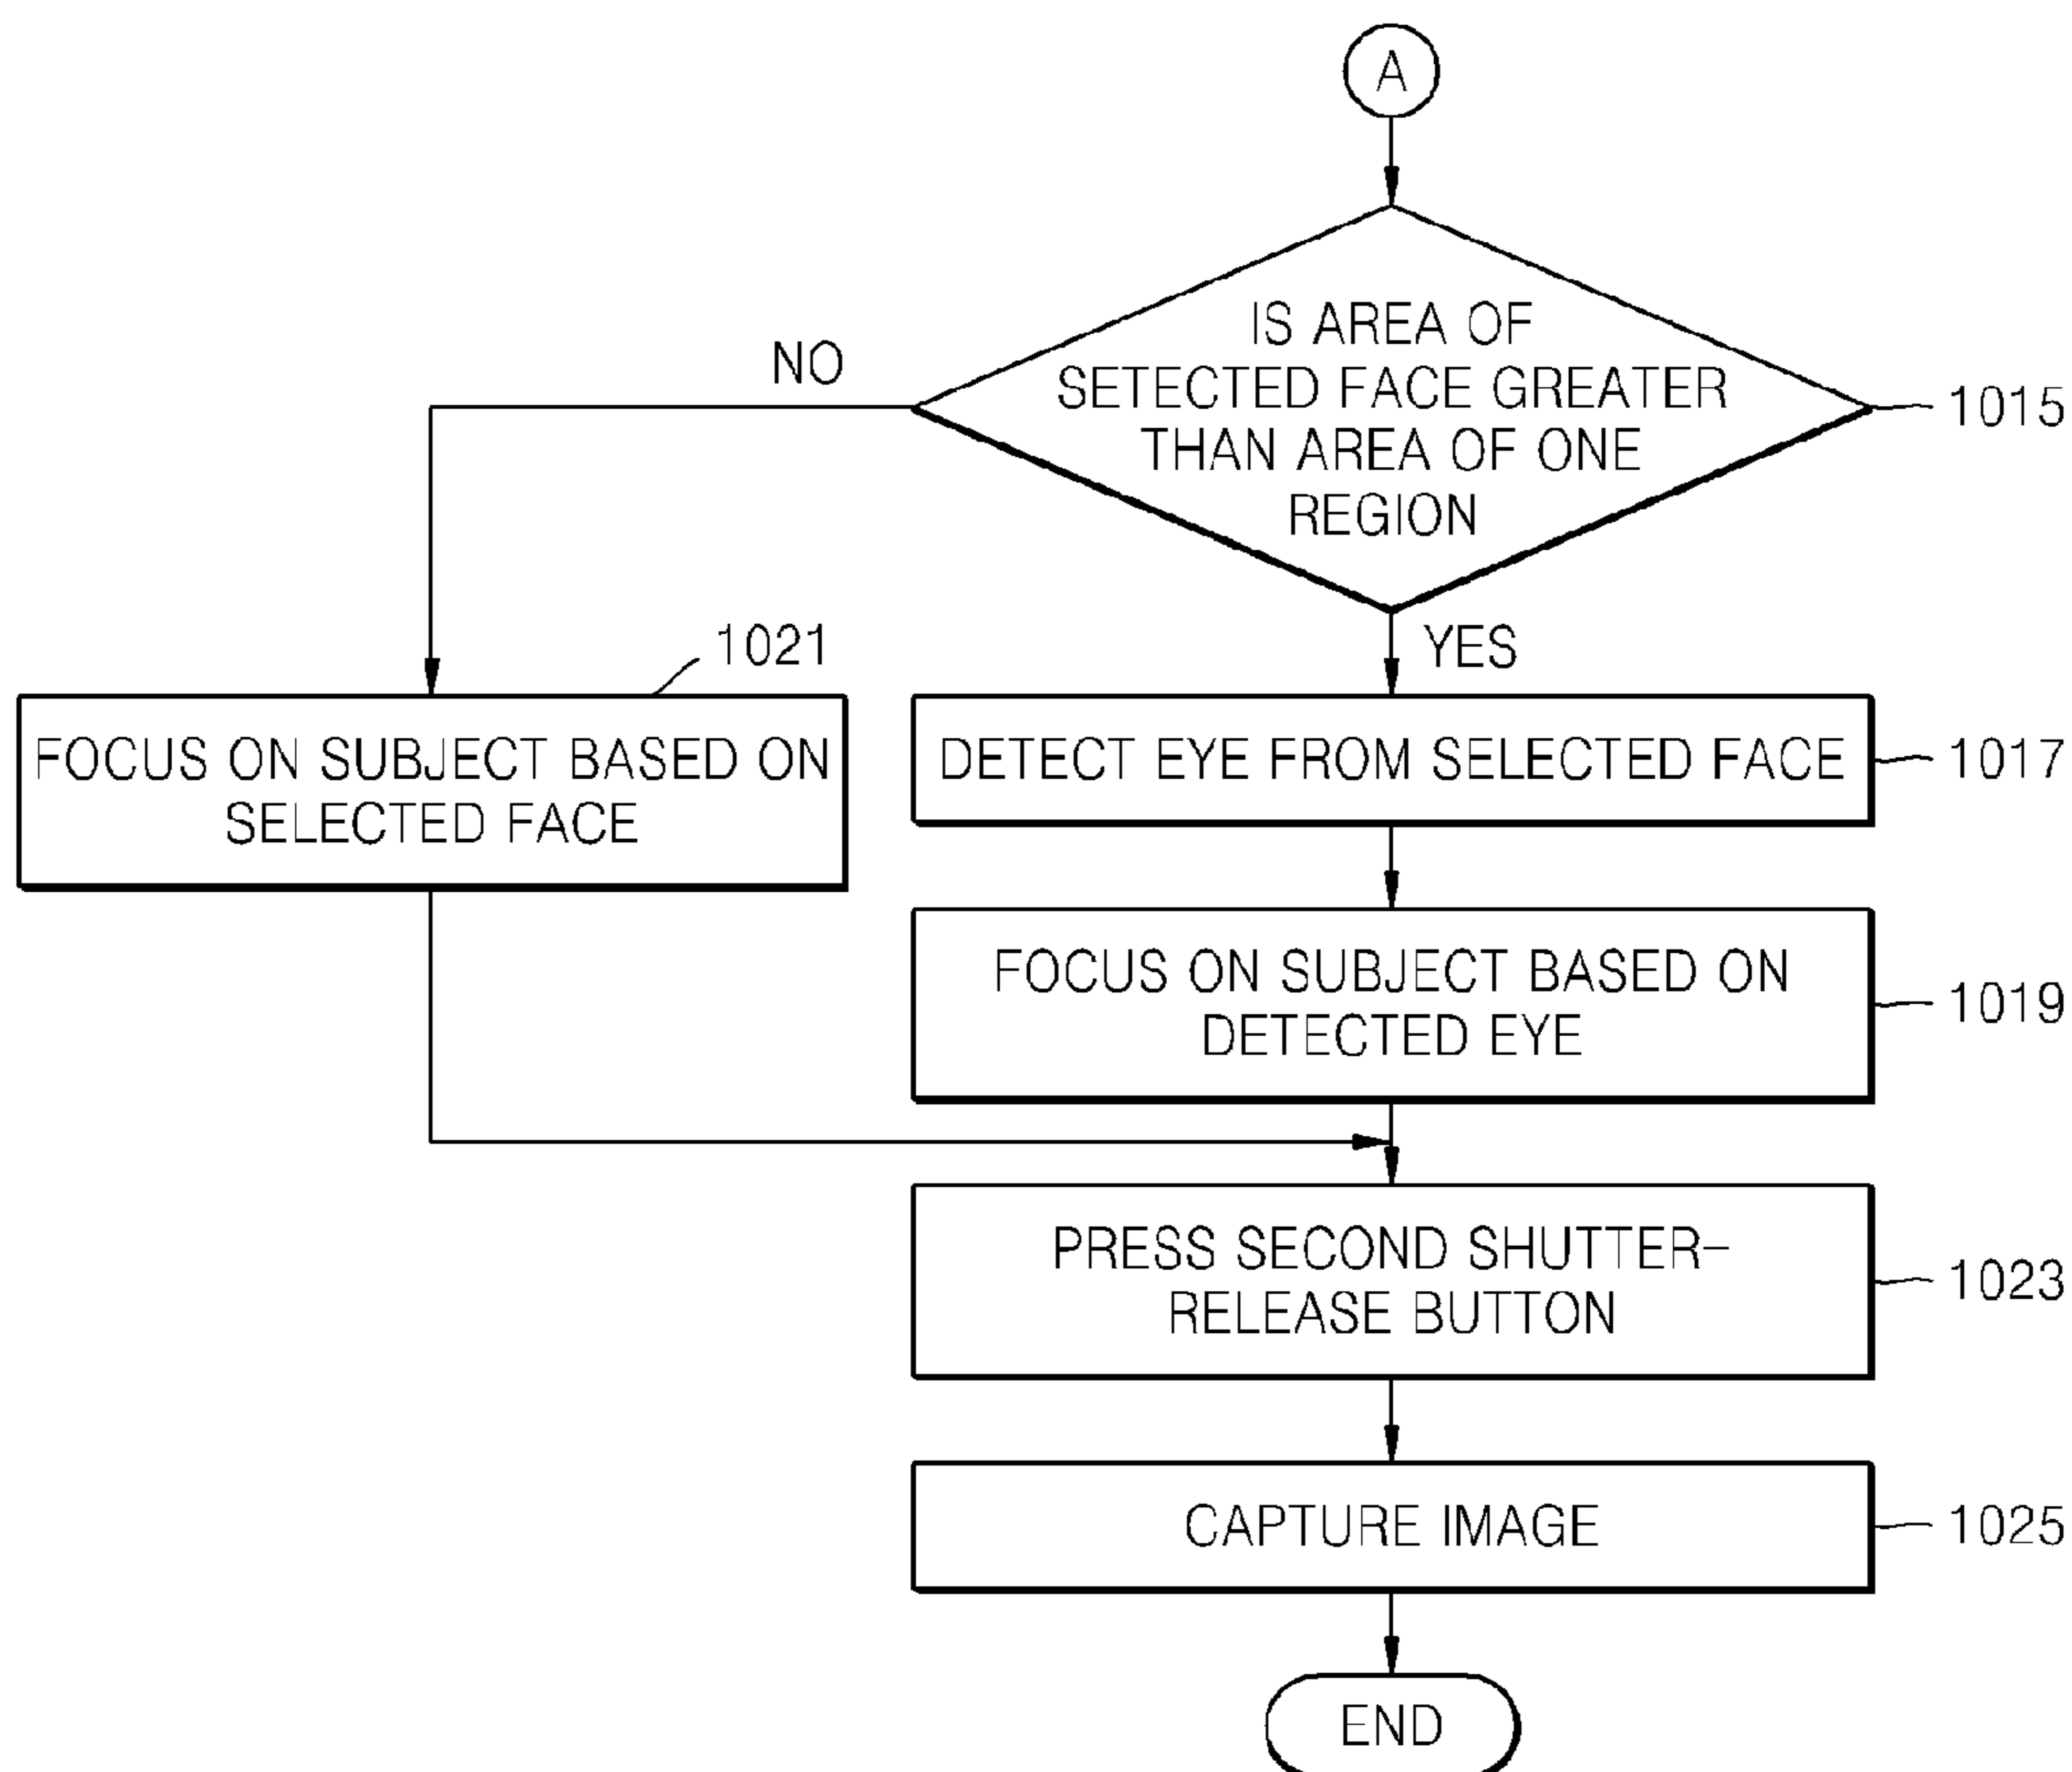 A
IS AREA OF
SETECTED FACE GREATER
THAN AREA OF ONE
REGION
1015
NO
YES
1021
FOCUS ON SUBJECT BASED ON
SELECTED FACE
DETECT EYE FROM SELECTED FACE
1017
FOCUS ON SUBJECT BASED ON
DETECTED EYE
1019
PRESS SECOND SHUTTER-
RELEASE BUTTON
1023
CAPTURE IMAGE
1025
END